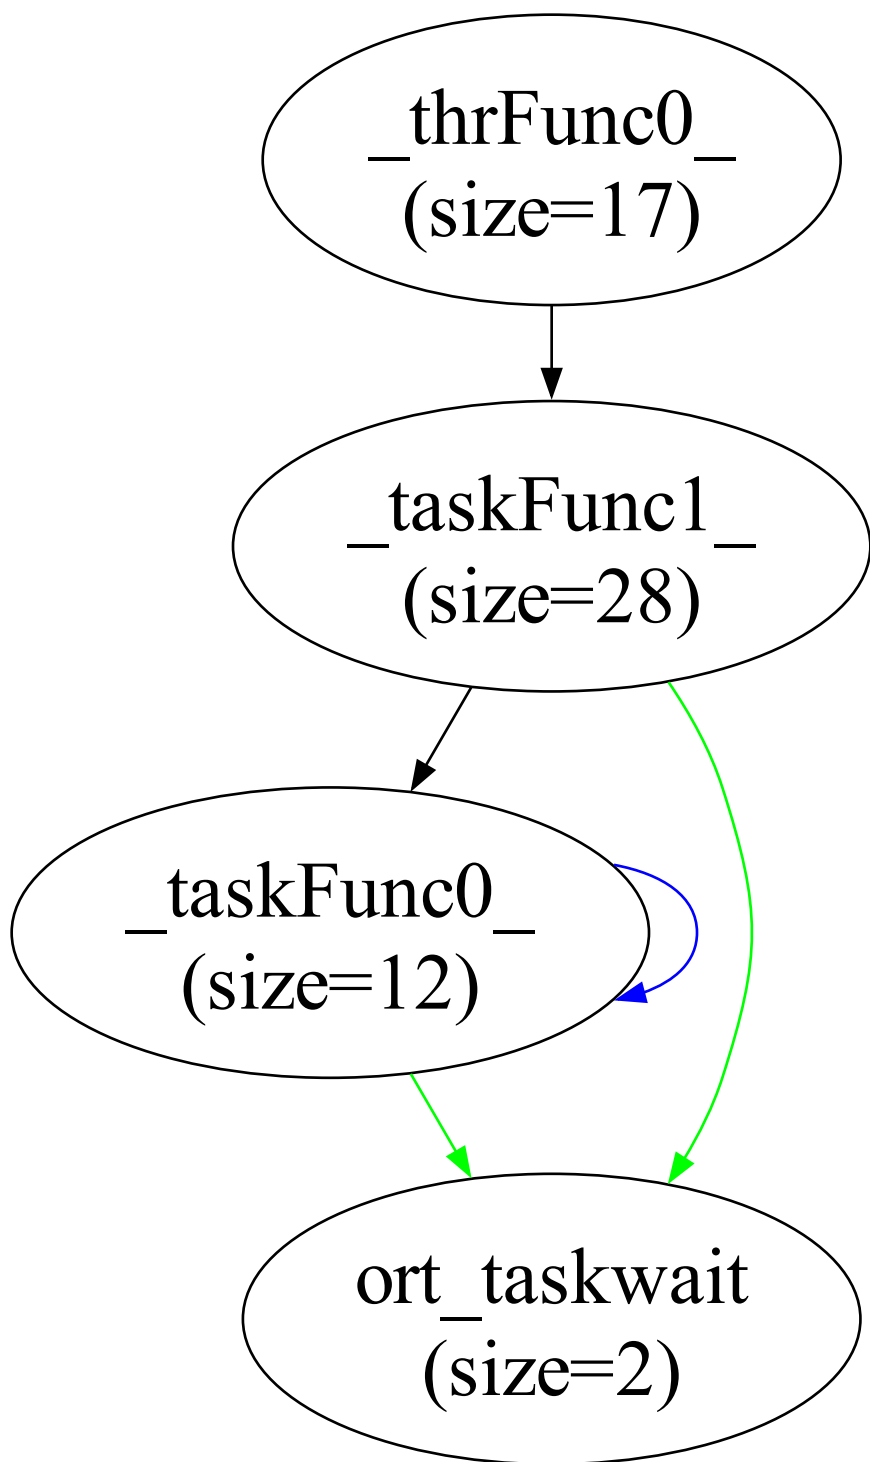 _thrFunc0_
(size=17)
_taskFunc1_
(size=28)
_taskFunc0_
(size=12)
ort_taskwait
(size=2)